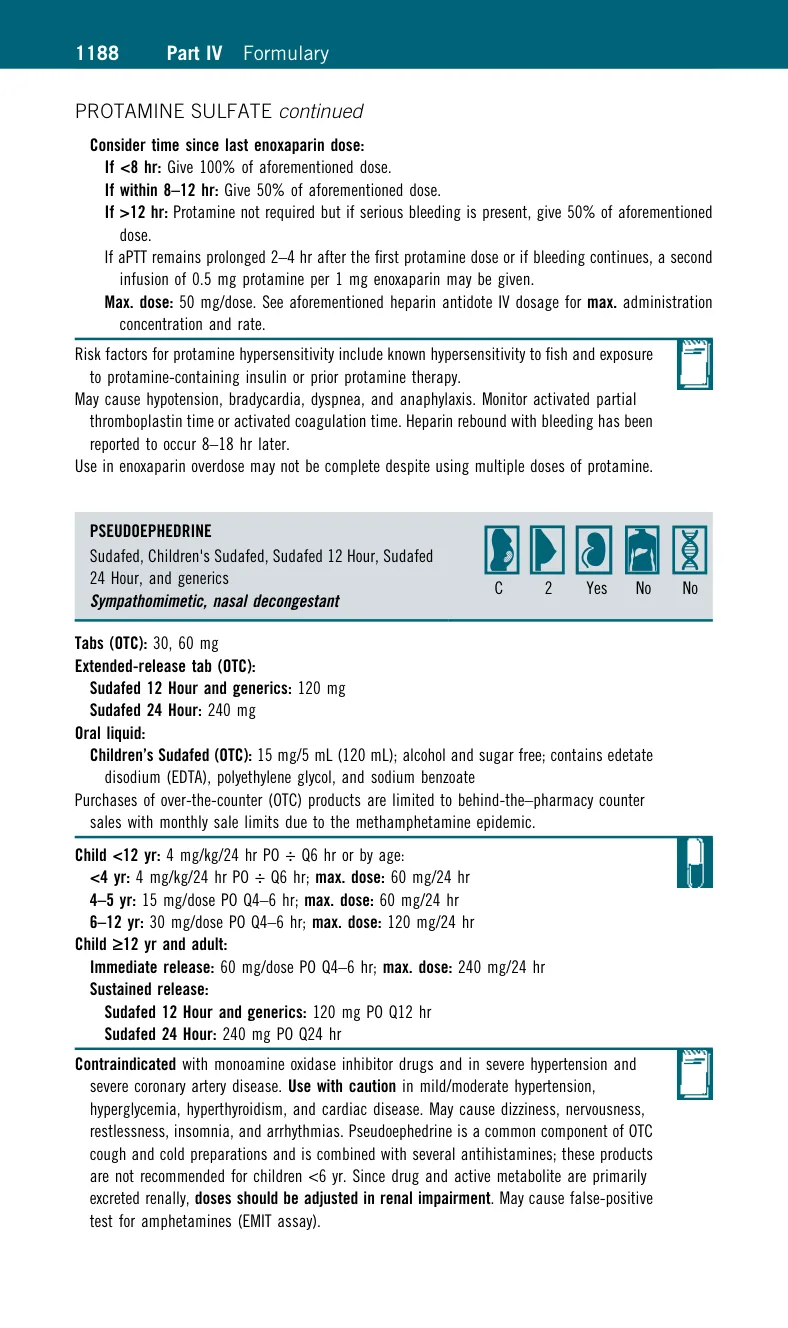 1188 Part IV Formulary
PROTAMINE SULFATE continued
Consider time since last enoxaparin dose:
If <8 hr: Give 100% of aforementioned dose.
If within 8–12 hr: Give 50% of aforementioned dose.
If >12 hr: Protamine not required but if serious bleeding is present, give 50% of aforementioned
dose.
If aPTT remains prolonged 2–4 hr after the first protamine dose or if bleeding continues, a second
infusion of 0.5 mg protamine per 1 mg enoxaparin may be given.
Max. dose: 50 mg/dose. See aforementioned heparin antidote IV dosage for max. administration
concentration and rate.
Risk factors for protamine hypersensitivity include known hypersensitivity to fish and exposure
to protamine-containing insulin or prior protamine therapy.
May cause hypotension, bradycardia, dyspnea, and anaphylaxis. Monitor activated partial
thromboplastin time or activated coagulation time. Heparin rebound with bleeding has been
reported to occur 8–18 hr later.
Use in enoxaparin overdose may not be complete despite using multiple doses of protamine.
PSEUDOEPHEDRINE
Sudafed, Children's Sudafed, Sudafed 12 Hour, Sudafed
24 Hour, and generics
Sympathomimetic, nasal decongestant
C 2 Yes No No
Tabs (OTC): 30, 60 mg
Extended-release tab (OTC):
Sudafed 12 Hour and generics: 120 mg
Sudafed 24 Hour: 240 mg
Oral liquid:
Children’s Sudafed (OTC): 15 mg/5 mL (120 mL); alcohol and sugar free; contains edetate
disodium (EDTA), polyethylene glycol, and sodium benzoate
Purchases of over-the-counter (OTC) products are limited to behind-the–pharmacy counter
sales with monthly sale limits due to the methamphetamine epidemic.
Child <12 yr: 4 mg/kg/24 hr PO ÷ Q6 hr or by age:
<4 yr: 4 mg/kg/24 hr PO ÷ Q6 hr; max. dose: 60 mg/24 hr
4–5 yr: 15 mg/dose PO Q4–6 hr; max. dose: 60 mg/24 hr
6–12 yr: 30 mg/dose PO Q4–6 hr; max. dose: 120 mg/24 hr
Child ≥12 yr and adult:
Immediate release: 60 mg/dose PO Q4–6 hr; max. dose: 240 mg/24 hr
Sustained release:
Sudafed 12 Hour and generics: 120 mg PO Q12 hr
Sudafed 24 Hour: 240 mg PO Q24 hr
Contraindicated with monoamine oxidase inhibitor drugs and in severe hypertension and
severe coronary artery disease. Use with caution in mild/moderate hypertension,
hyperglycemia, hyperthyroidism, and cardiac disease. May cause dizziness, nervousness,
restlessness, insomnia, and arrhythmias. Pseudoephedrine is a common component of OTC
cough and cold preparations and is combined with several antihistamines; these products
are not recommended for children <6 yr. Since drug and active metabolite are primarily
excreted renally, doses should be adjusted in renal impairment. May cause false-positive
test for amphetamines (EMIT assay).